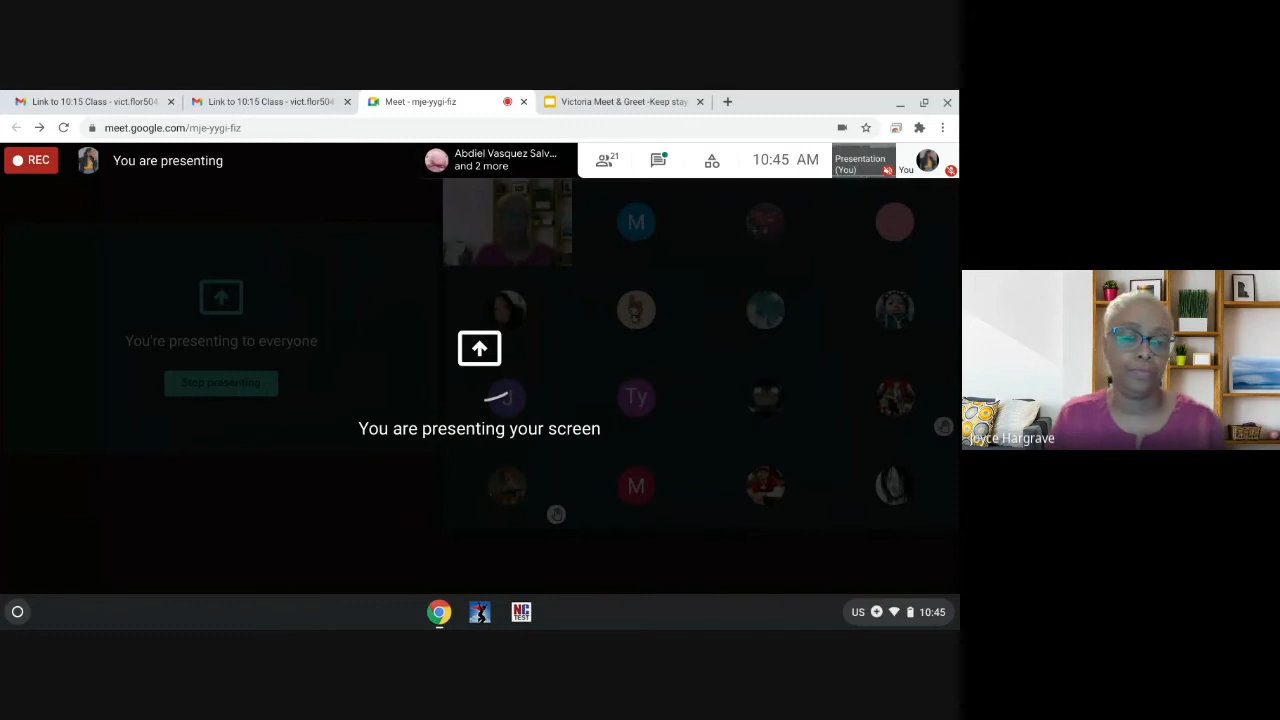 Link to 10:15 Class - vict.flor504
Link to 10:15 Class - vict.flor504
Meet - mje-yygi-fiz
Victoria Meet & Greet -Keep stay
meet.google.com/mje-yygi-fiz
REC
You are presenting
Abdiel Vasquez Salv...
and 2 more
21
10:45 AM
Presentation
(You)
You
M
You're presenting to everyone
Stop presenting
J
Ty
You are presenting your screen
M
Joyce Hargrave
NC
TEST
US
10:45